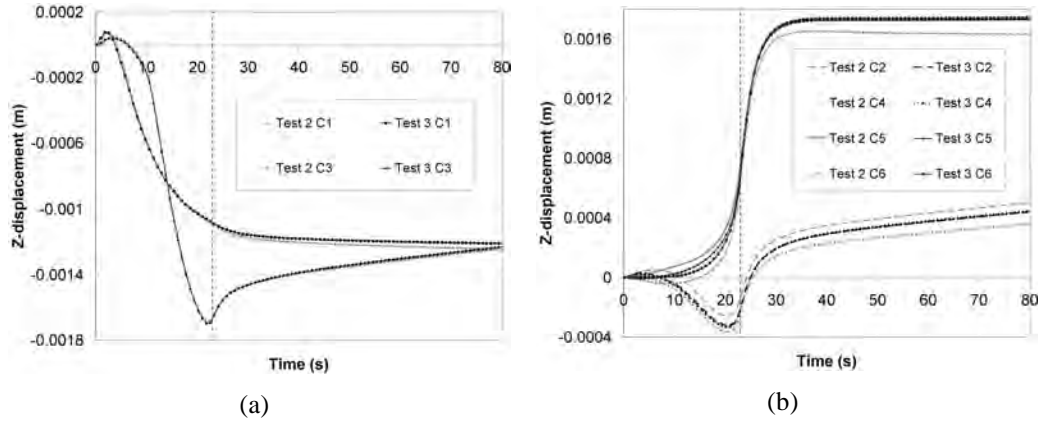 0.0002
-0.0002
-0.0006
-0.001
-0.0014
-0.0018
Z-displacement (m)
0 10 20 30 40 50 60 70 80
Test 2 C1 Test 3 C1
Test 2 C3 Test 3 C3
Time (s)
(a)
0.0016
0.0012
0.0008
0.0004
0
-0.0004
Z-displacement (m)
Test 2 C2 Test 3 C2
Test 2 C4 Test 3 C4
Test 2 C5 Test 3 C5
Test 2 C6 Test 3 C6
0 10 20 30 40 50 60 70 80
Time (s)
(b)